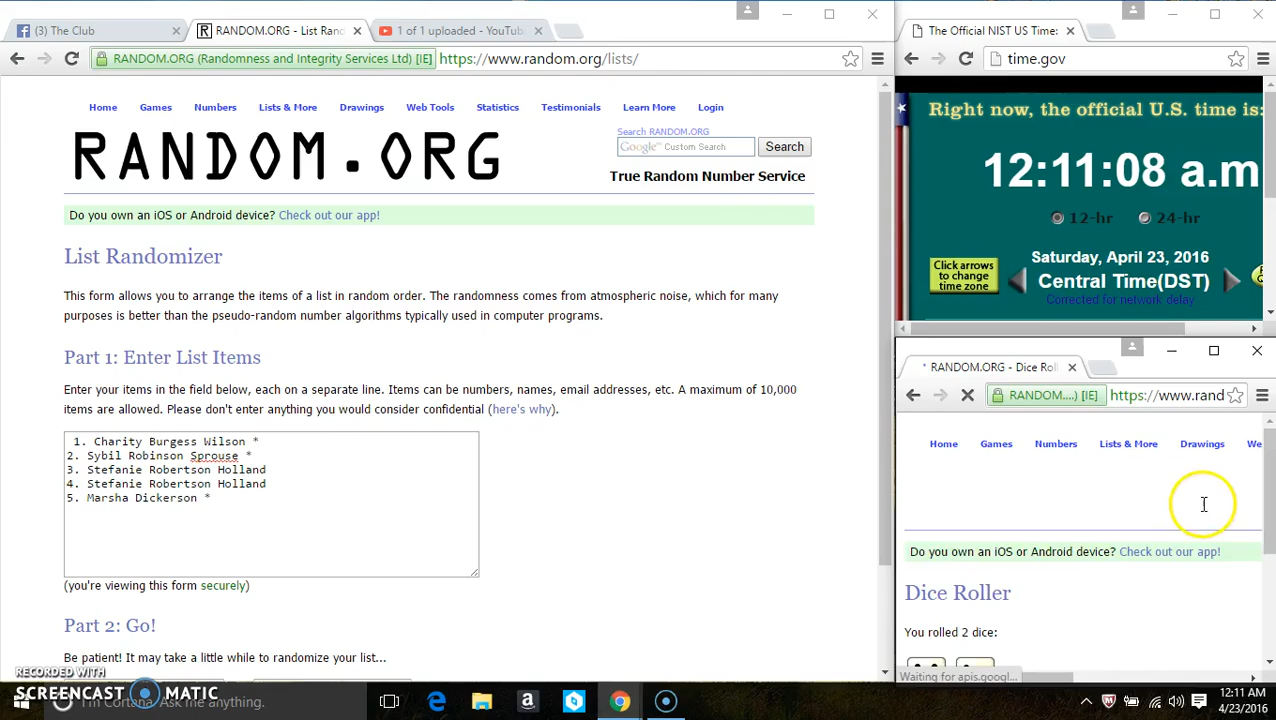 (3) The Club
RANDOM.ORG - List Rand
1 of 1 uploaded - YouTub
RANDOM.ORG (Randomness and Integrity Services Ltd) [IE] https://www.random.org/lists/
Home Games Numbers Lists & More Drawings Web Tools Statistics Testimonials Learn More Login
RANDOM.ORG
Search RANDOM.ORG
Google™ Custom Search
Search
True Random Number Service
Do you own an iOS or Android device? Check out our app!
List Randomizer
This form allows you to arrange the items of a list in random order. The randomness comes from atmospheric noise, which for many
purposes is better than the pseudo-random number algorithms typically used in computer programs.
Part 1: Enter List Items
Enter your items in the field below, each on a separate line. Items can be numbers, names, email addresses, etc. A maximum of 10,000
items are allowed. Please don't enter anything you would consider confidential (here's why).
1. Charity Burgess Wilson *
2. Sybil Robinson Sprouse *
3. Stefanie Robertson Holland
4. Stefanie Robertson Holland
5. Marsha Dickerson *
(you're viewing this form securely)
Part 2: Go!
Be patient! It may take a little while to randomize your list...
The Official NIST US Time:
time.gov
Right now, the official U.S. time is:
12:11:08 a.m
12-hr 24-hr
Click arrows
to change
time zone
Saturday, April 23, 2016
Central Time(DST)
Corrected for network delay
RANDOM.ORG - Dice Roll
RANDOM....) [IE] https://www.rand
Home Games Numbers Lists & More Drawings We
Do you own an iOS or Android device? Check out our app!
Dice Roller
You rolled 2 dice:
Waiting for apis.googl...
RECORDED WITH
SCREENCAST MATIC
I'm Cortana. Ask me anything.
12:11 AM
4/23/2016